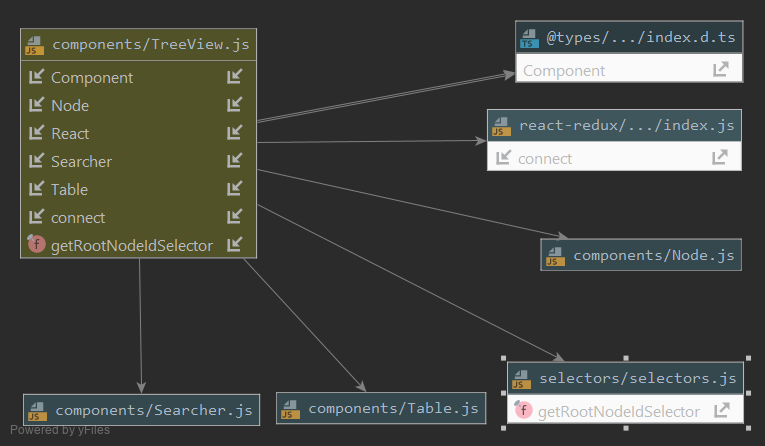 components/TreeView.js
JS
Component
Node
React
Searcher
Table
connect
f getRootNodeIdSelector
@types/.../index.d.ts
TS
Component
react-redux/.../index.js
JS
connect
components/Node.js
JS
selectors/selectors.js
JS
f getRootNodeIdSelector
components/Searcher.js
JS
components/Table.js
JS
Powered by yFiles